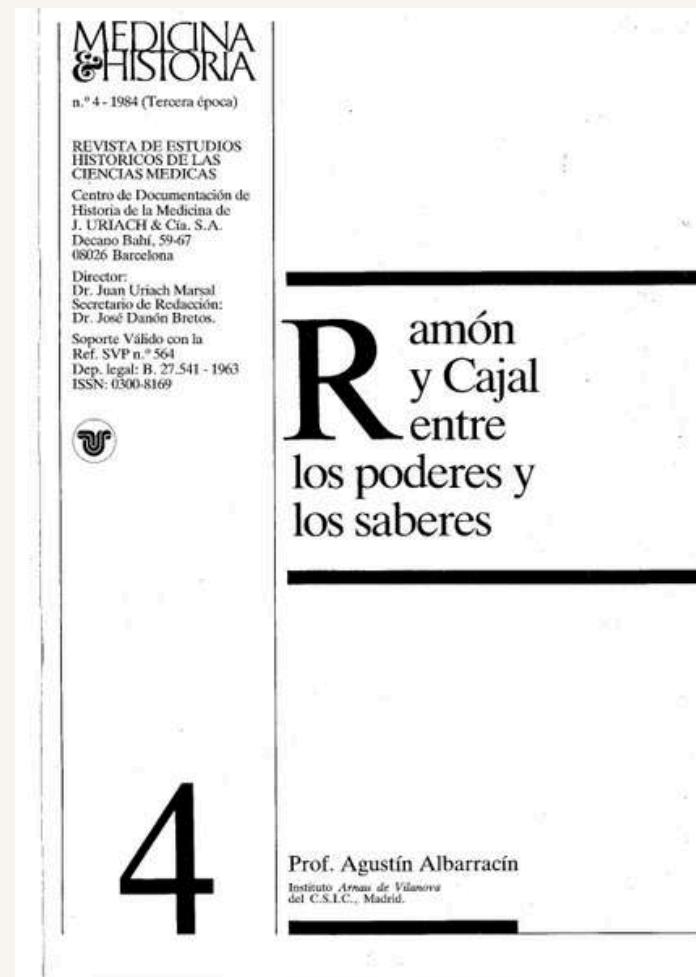 MEDICINA
& HISTORIA
n.º 4 - 1984 (Tercera época)
REVISTA DE ESTUDIOS
HISTORICOS DE LAS
CIENCIAS MEDICAS
Centro de Documentación de
Historia de la Medicina de
J. URIACH & Cía. S.A.
Decano Bahí, 59-67
08026 Barcelona
Director:
Dr. Juan Uriach Marsal
Secretario de Redacción:
Dr. José Danón Bretos.
Soporte Válido con la
Ref. SVP n.º 564
Dep. legal: B. 27.541 - 1963
ISSN: 0300-8169
Ramón
y Cajal
entre
los poderes y
los saberes
4
Prof. Agustín Albarracín
Instituto Arnau de Vilanova
del C.S.I.C., Madrid.